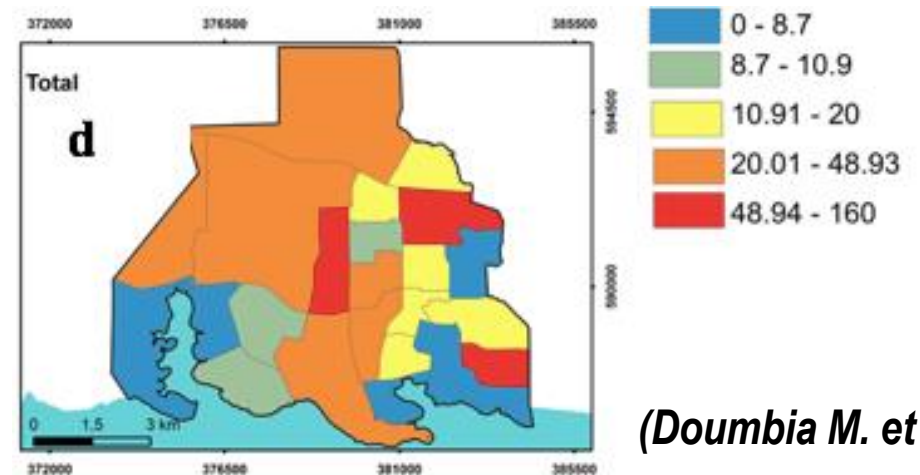 372000 376500 381000 385500
Total
d
594500
590000
0 1.5 3 km
372000 376500 381000 385500
0 - 8.7
8.7 - 10.9
10.91 - 20
20.01 - 48.93
48.94 - 160
(Doumbia M. et